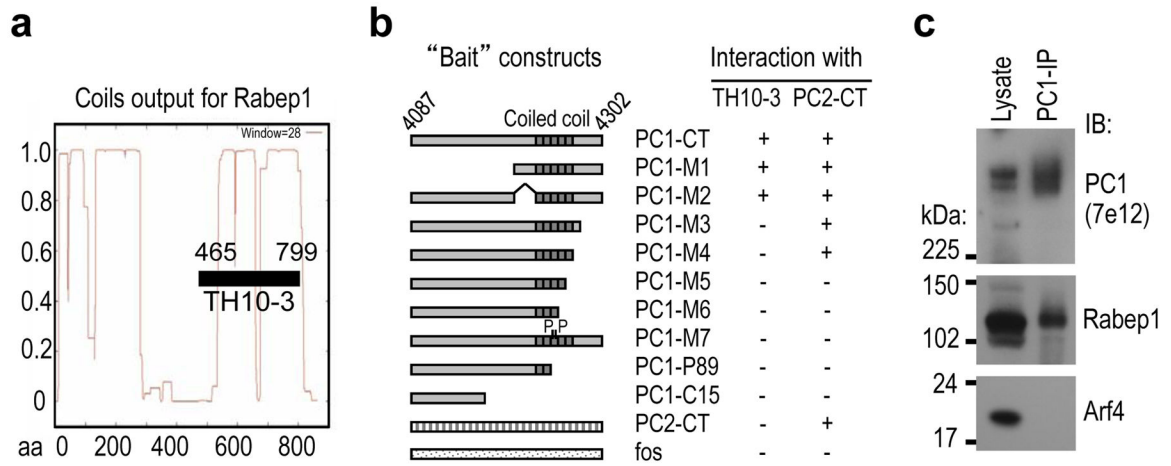 a
Coils output for Rabep1
Window=28
1.0
0.8
0.6
0.4
0.2
0
465 799
TH10-3
aa 0 200 400 600 800
b
“Bait” constructs
Interaction with
TH10-3 PC2-CT
4087
Coiled coil
4302
PC1-CT + +
PC1-M1 + +
PC1-M2 + +
PC1-M3 - +
PC1-M4 - +
PC1-M5 - -
PC1-M6 - -
P P
PC1-M7 - -
PC1-P89 - -
PC1-C15 - -
PC2-CT - +
fos - -
c
Lysate
PC1-IP
IB:
PC1
(7e12)
kDa:
225
150
Rabep1
102
24
Arf4
17